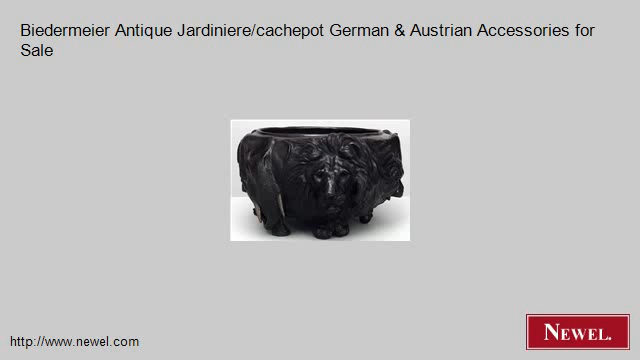 Biedermeier Antique Jardiniere/cachepot German & Austrian Accessories for
Sale
NEWEL.
http://www.newel.com